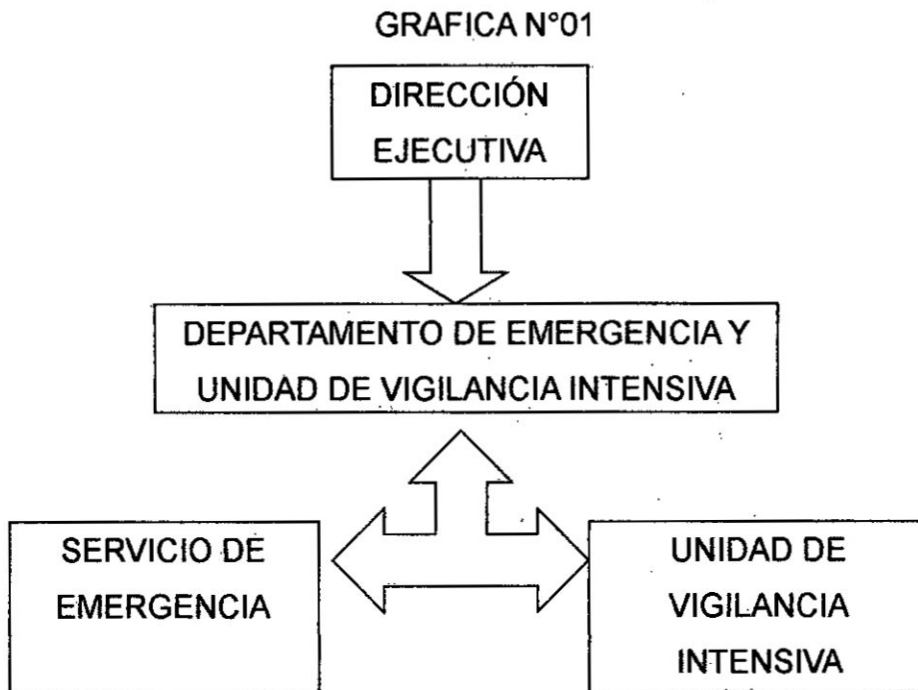 GRAFICA N°01
DIRECCIÓN
EJECUTIVA
DEPARTAMENTO DE EMERGENCIA Y
UNIDAD DE VIGILANCIA INTENSIVA
SERVICIO DE
EMERGENCIA
UNIDAD DE
VIGILANCIA
INTENSIVA